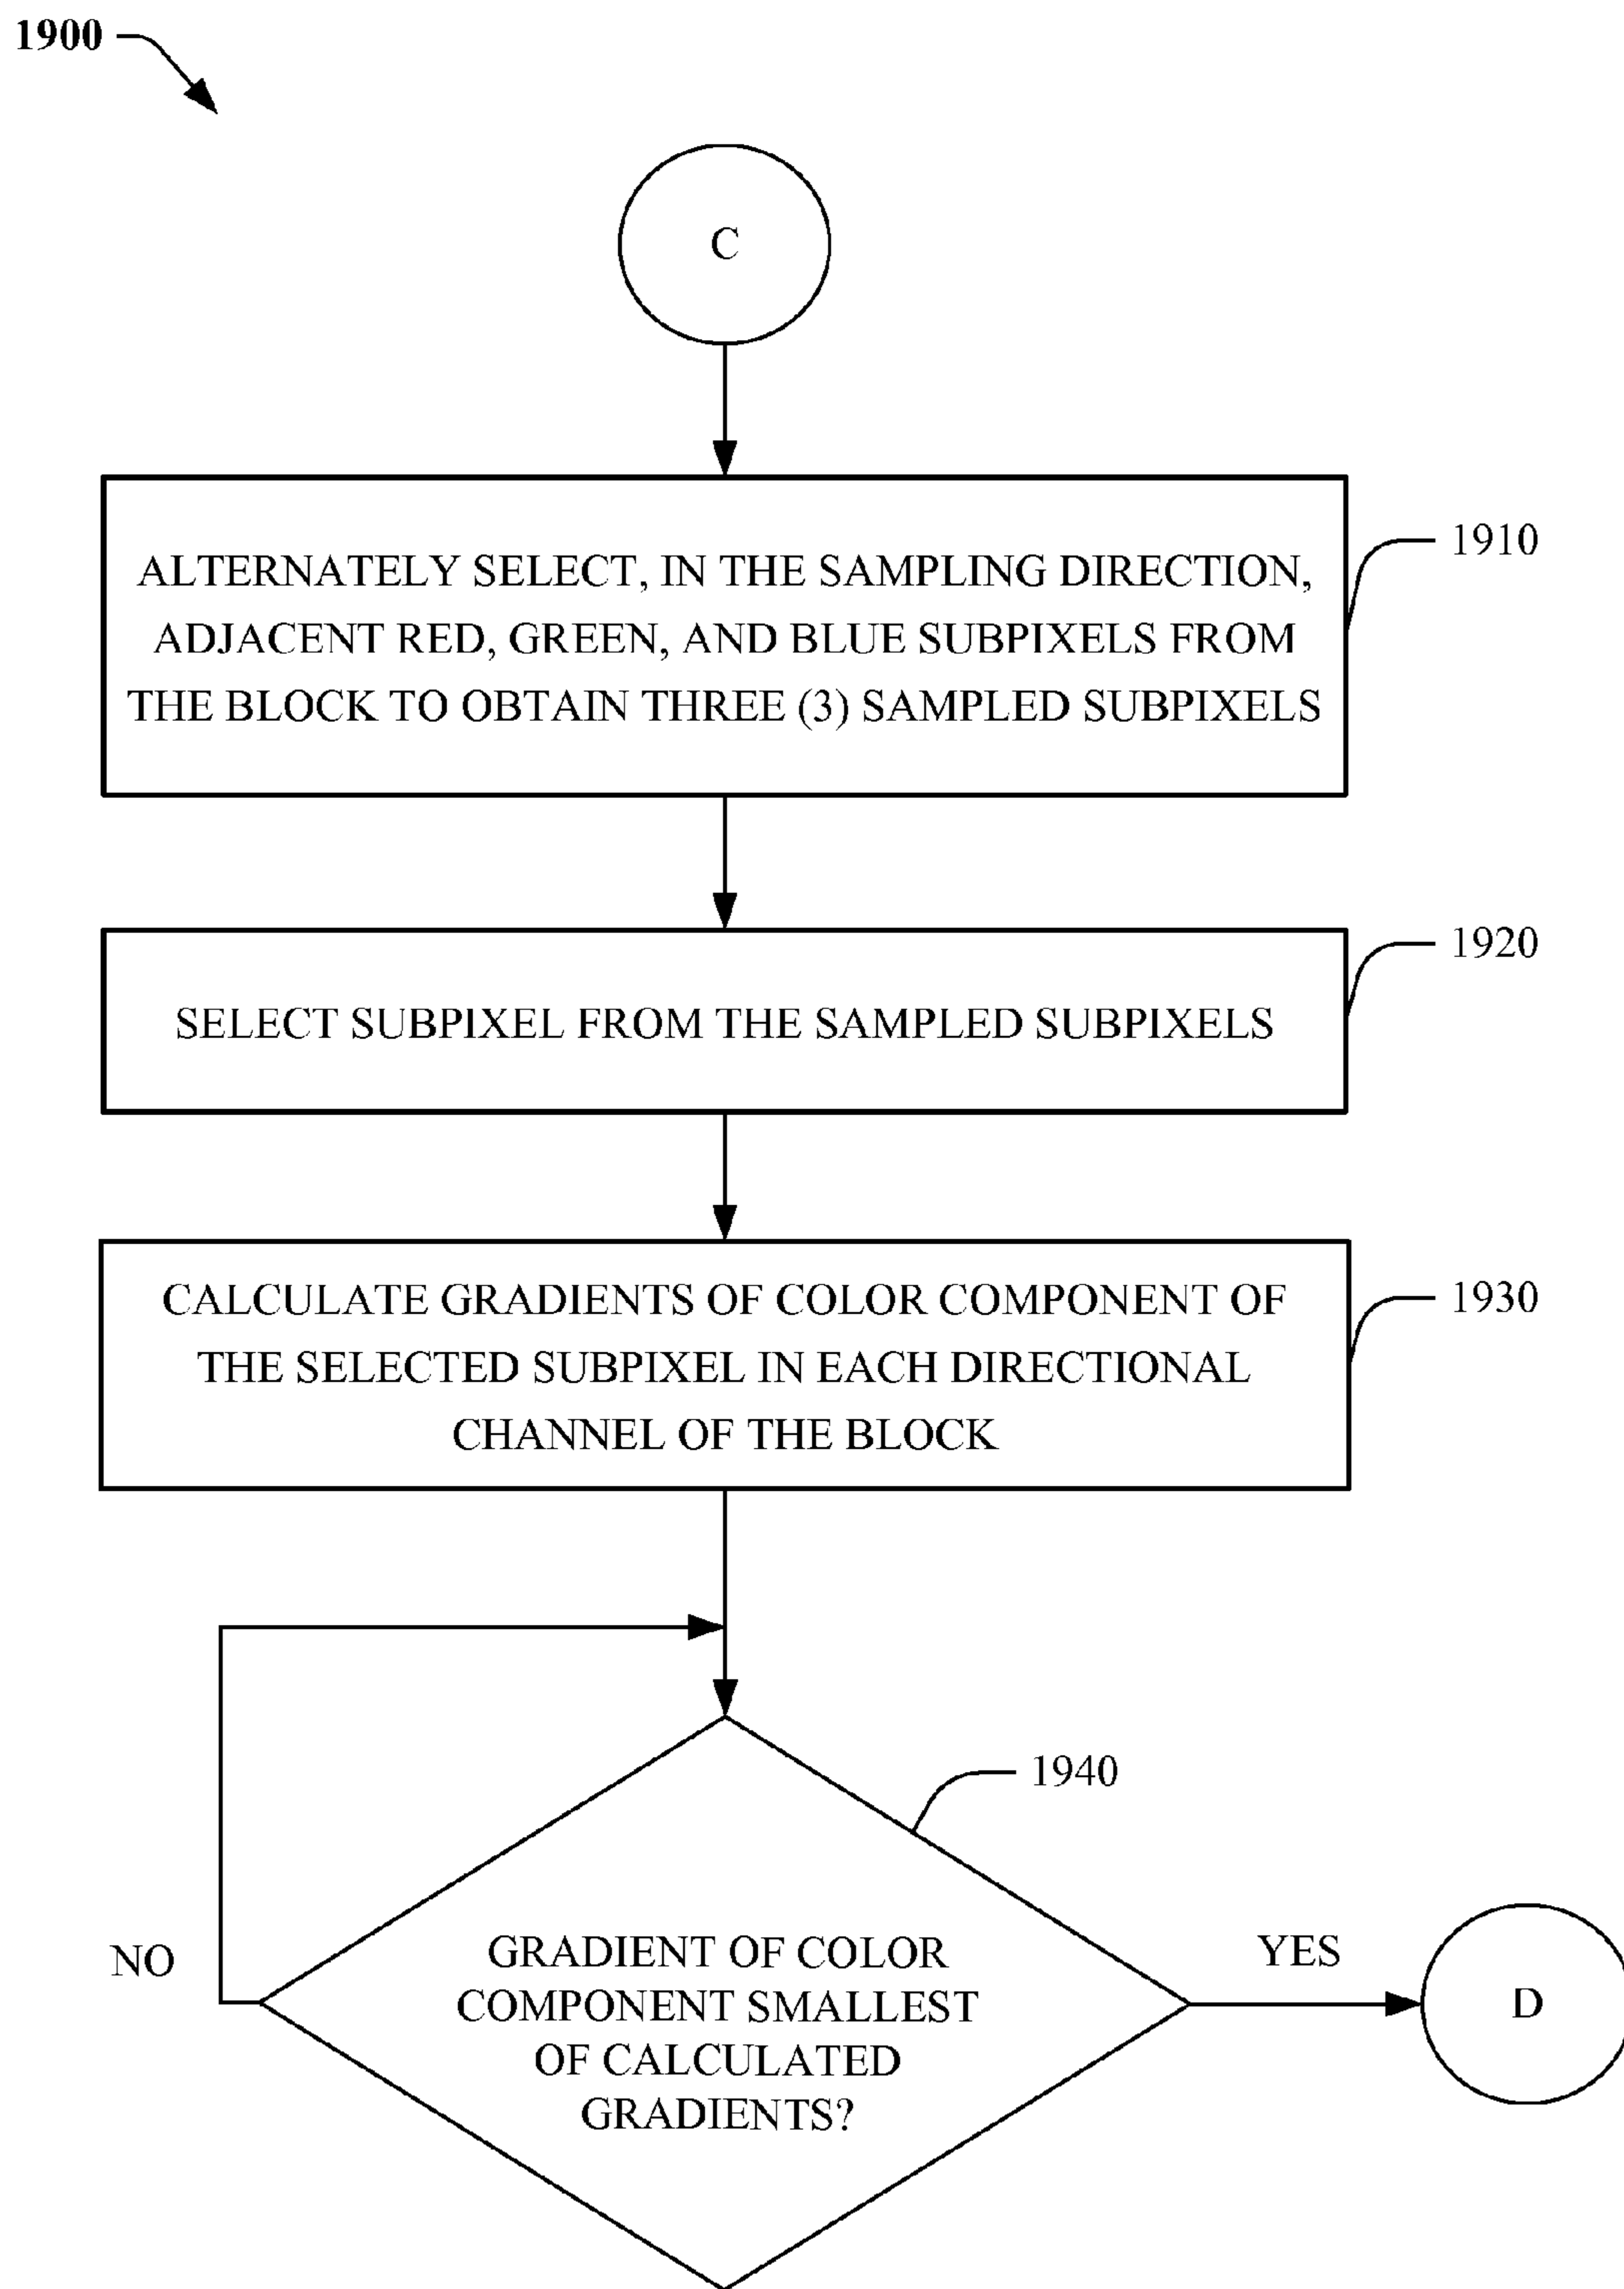 1900
C
ALTERNATELY SELECT, IN THE SAMPLING DIRECTION,
ADJACENT RED, GREEN, AND BLUE SUBPIXELS FROM
THE BLOCK TO OBTAIN THREE (3) SAMPLED SUBPIXELS
1910
SELECT SUBPIXEL FROM THE SAMPLED SUBPIXELS
1920
CALCULATE GRADIENTS OF COLOR COMPONENT OF
THE SELECTED SUBPIXEL IN EACH DIRECTIONAL
CHANNEL OF THE BLOCK
1930
1940
NO
GRADIENT OF COLOR
COMPONENT SMALLEST
OF CALCULATED
GRADIENTS?
YES
D